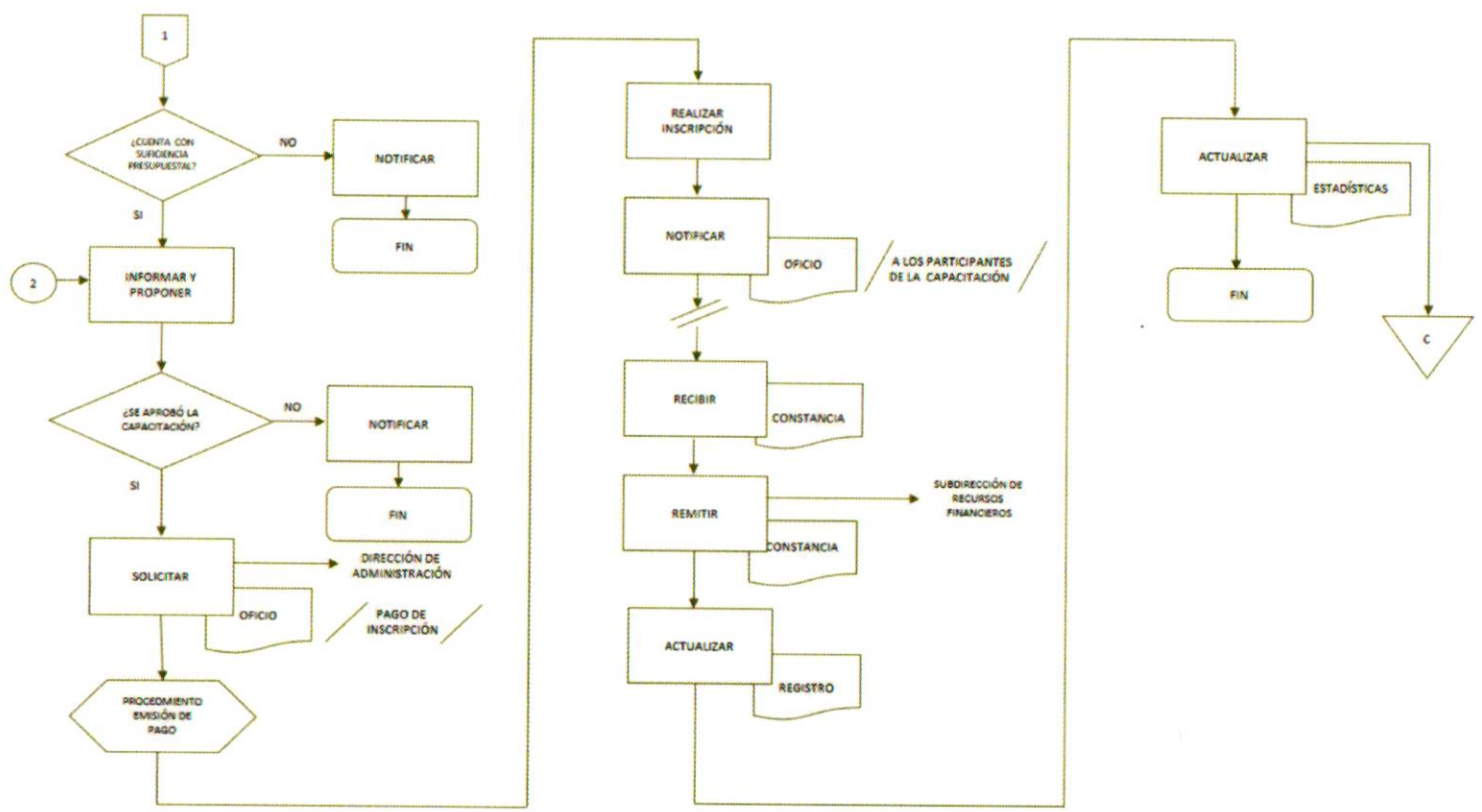 1
¿CUENTA CON
SUFICIENCIA
PRESUPUESTAL?
NO
NOTIFICAR
FIN
SI
2
INFORMAR Y
PROPONER
¿SE APROBÓ LA
CAPACITACIÓN?
NO
NOTIFICAR
FIN
SI
SOLICITAR
DIRECCIÓN DE
ADMINISTRACIÓN
OFICIO
PAGO DE
INSCRIPCIÓN
PROCEDMIENTO
EMISIÓN DE
PAGO
REALIZAR
INSCRIPCIÓN
NOTIFICAR
OFICIO
A LOS PARTICIPANTES
DE LA CAPACITACIÓN
RECIBIR
CONSTANCIA
REMITIR
SUBDIRECCIÓN DE
RECURSOS
FINANCIEROS
CONSTANCIA
ACTUALIZAR
REGISTRO
ACTUALIZAR
ESTADÍSTICAS
FIN
C